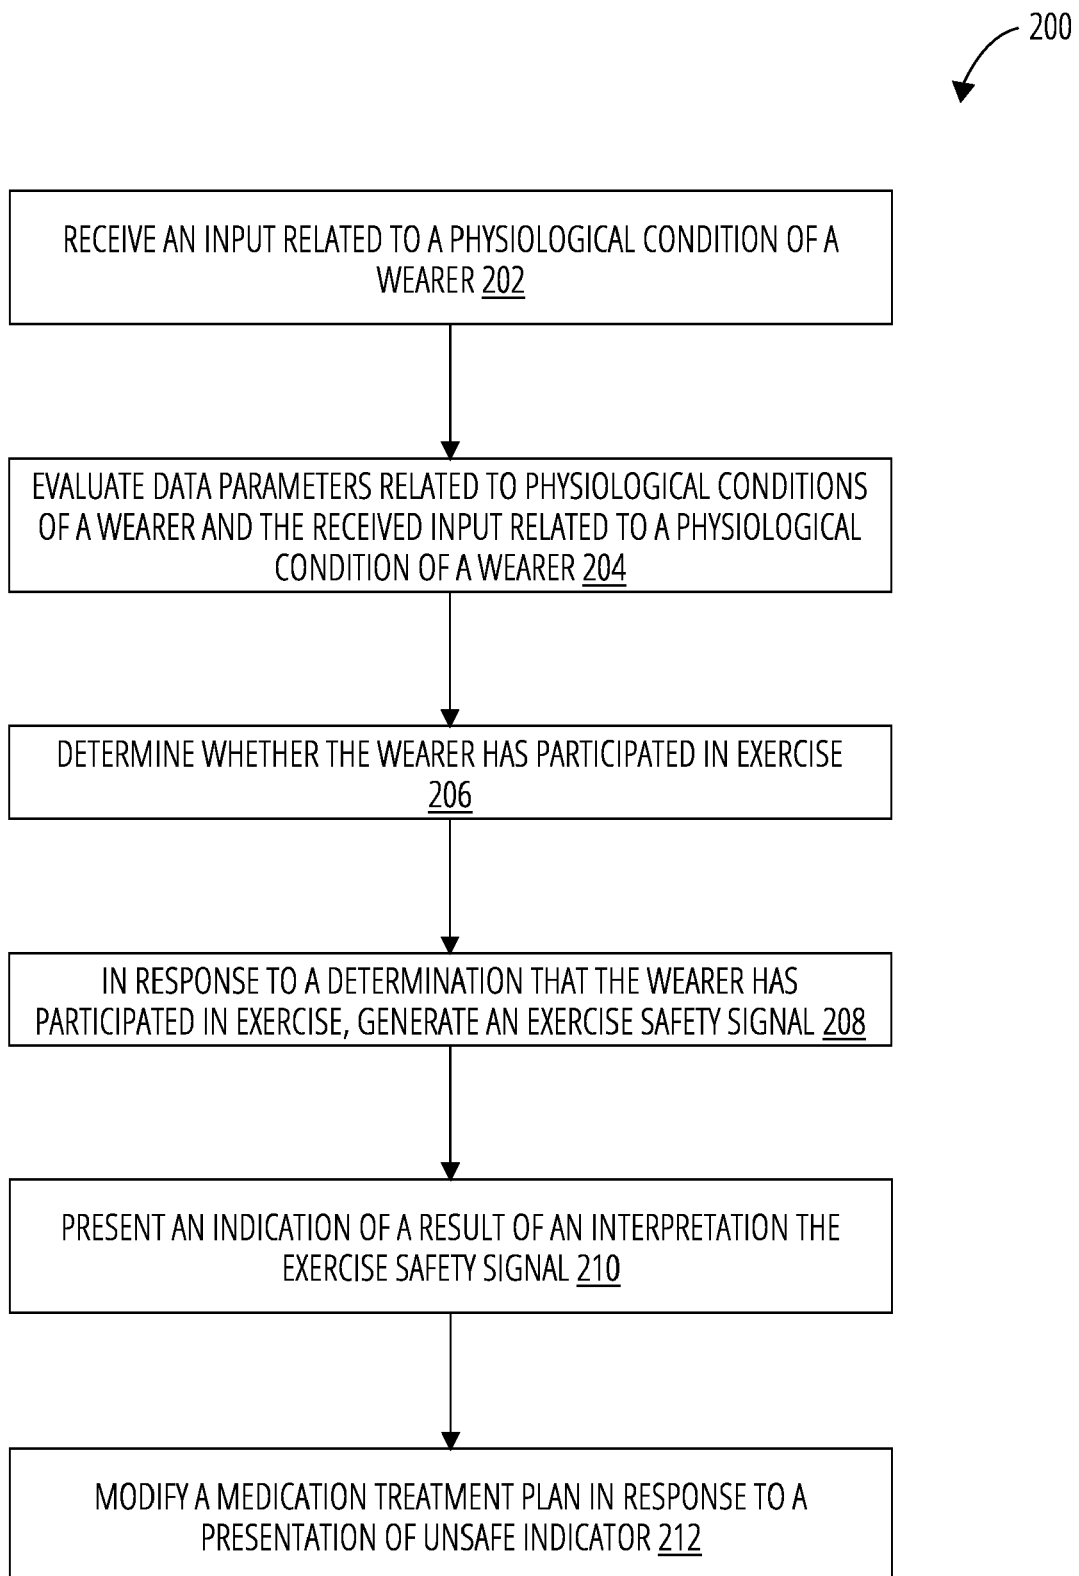 200
RECEIVE AN INPUT RELATED TO A PHYSIOLOGICAL CONDITION OF A
WEARER 202
EVALUATE DATA PARAMETERS RELATED TO PHYSIOLOGICAL CONDITIONS
OF A WEARER AND THE RECEIVED INPUT RELATED TO A PHYSIOLOGICAL
CONDITION OF A WEARER 204
DETERMINE WHETHER THE WEARER HAS PARTICIPATED IN EXERCISE
206
IN RESPONSE TO A DETERMINATION THAT THE WEARER HAS
PARTICIPATED IN EXERCISE, GENERATE AN EXERCISE SAFETY SIGNAL 208
PRESENT AN INDICATION OF A RESULT OF AN INTERPRETATION THE
EXERCISE SAFETY SIGNAL 210
MODIFY A MEDICATION TREATMENT PLAN IN RESPONSE TO A
PRESENTATION OF UNSAFE INDICATOR 212